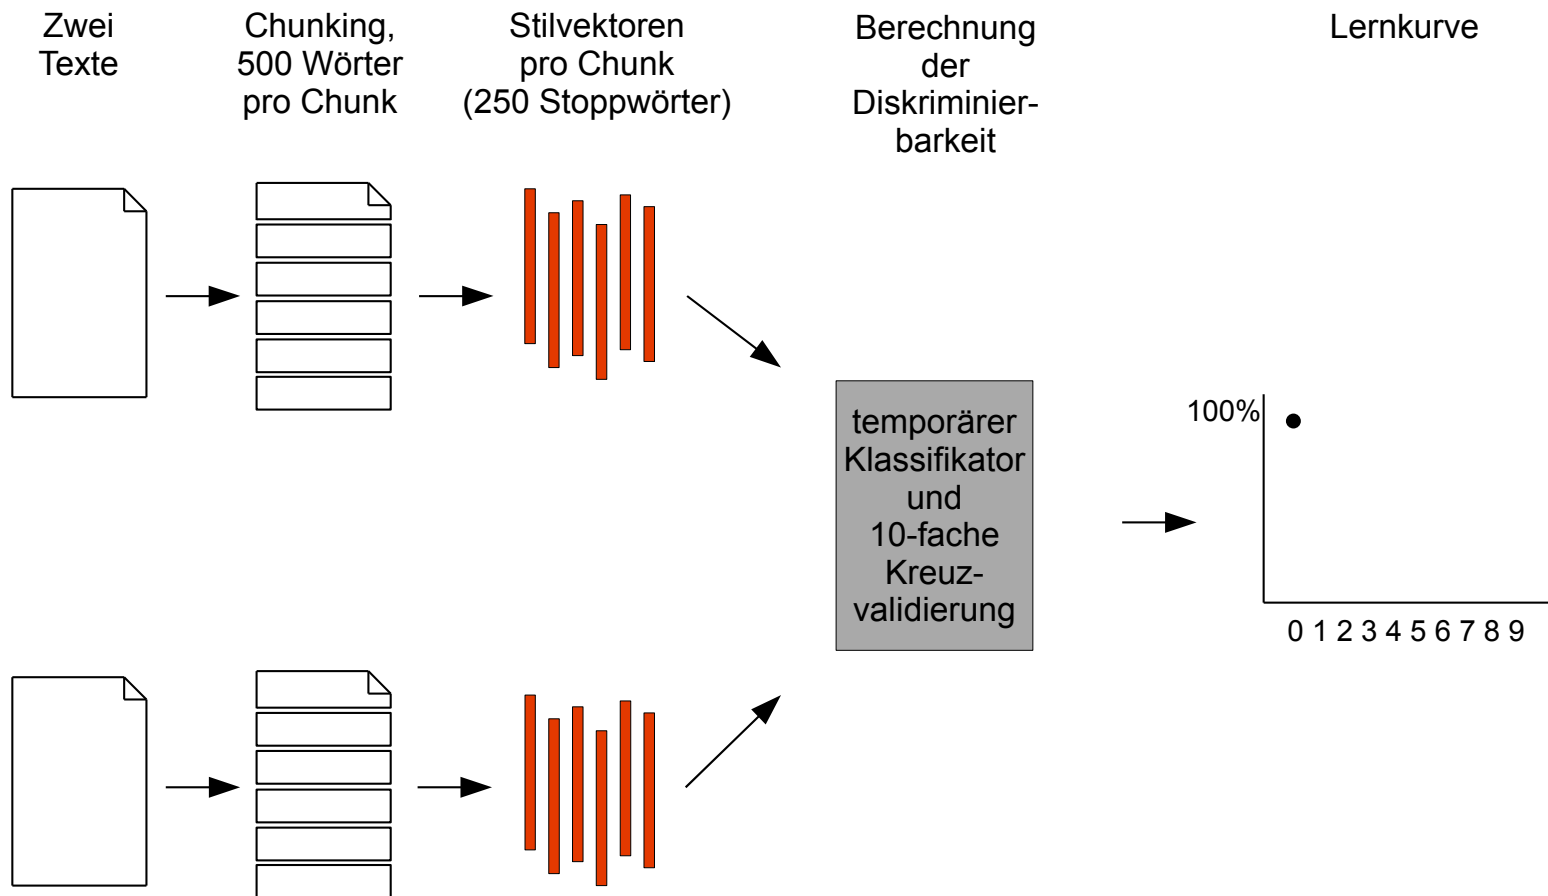 Zwei
Texte
Chunking,
500 Wörter
pro Chunk
Stilvektoren
pro Chunk
(250 Stoppwörter)
Berechnung
der
Diskriminier-
barkeit
Lernkurve
temporärer
Klassifikator
und
10-fache
Kreuz-
validierung
100%
0 1 2 3 4 5 6 7 8 9